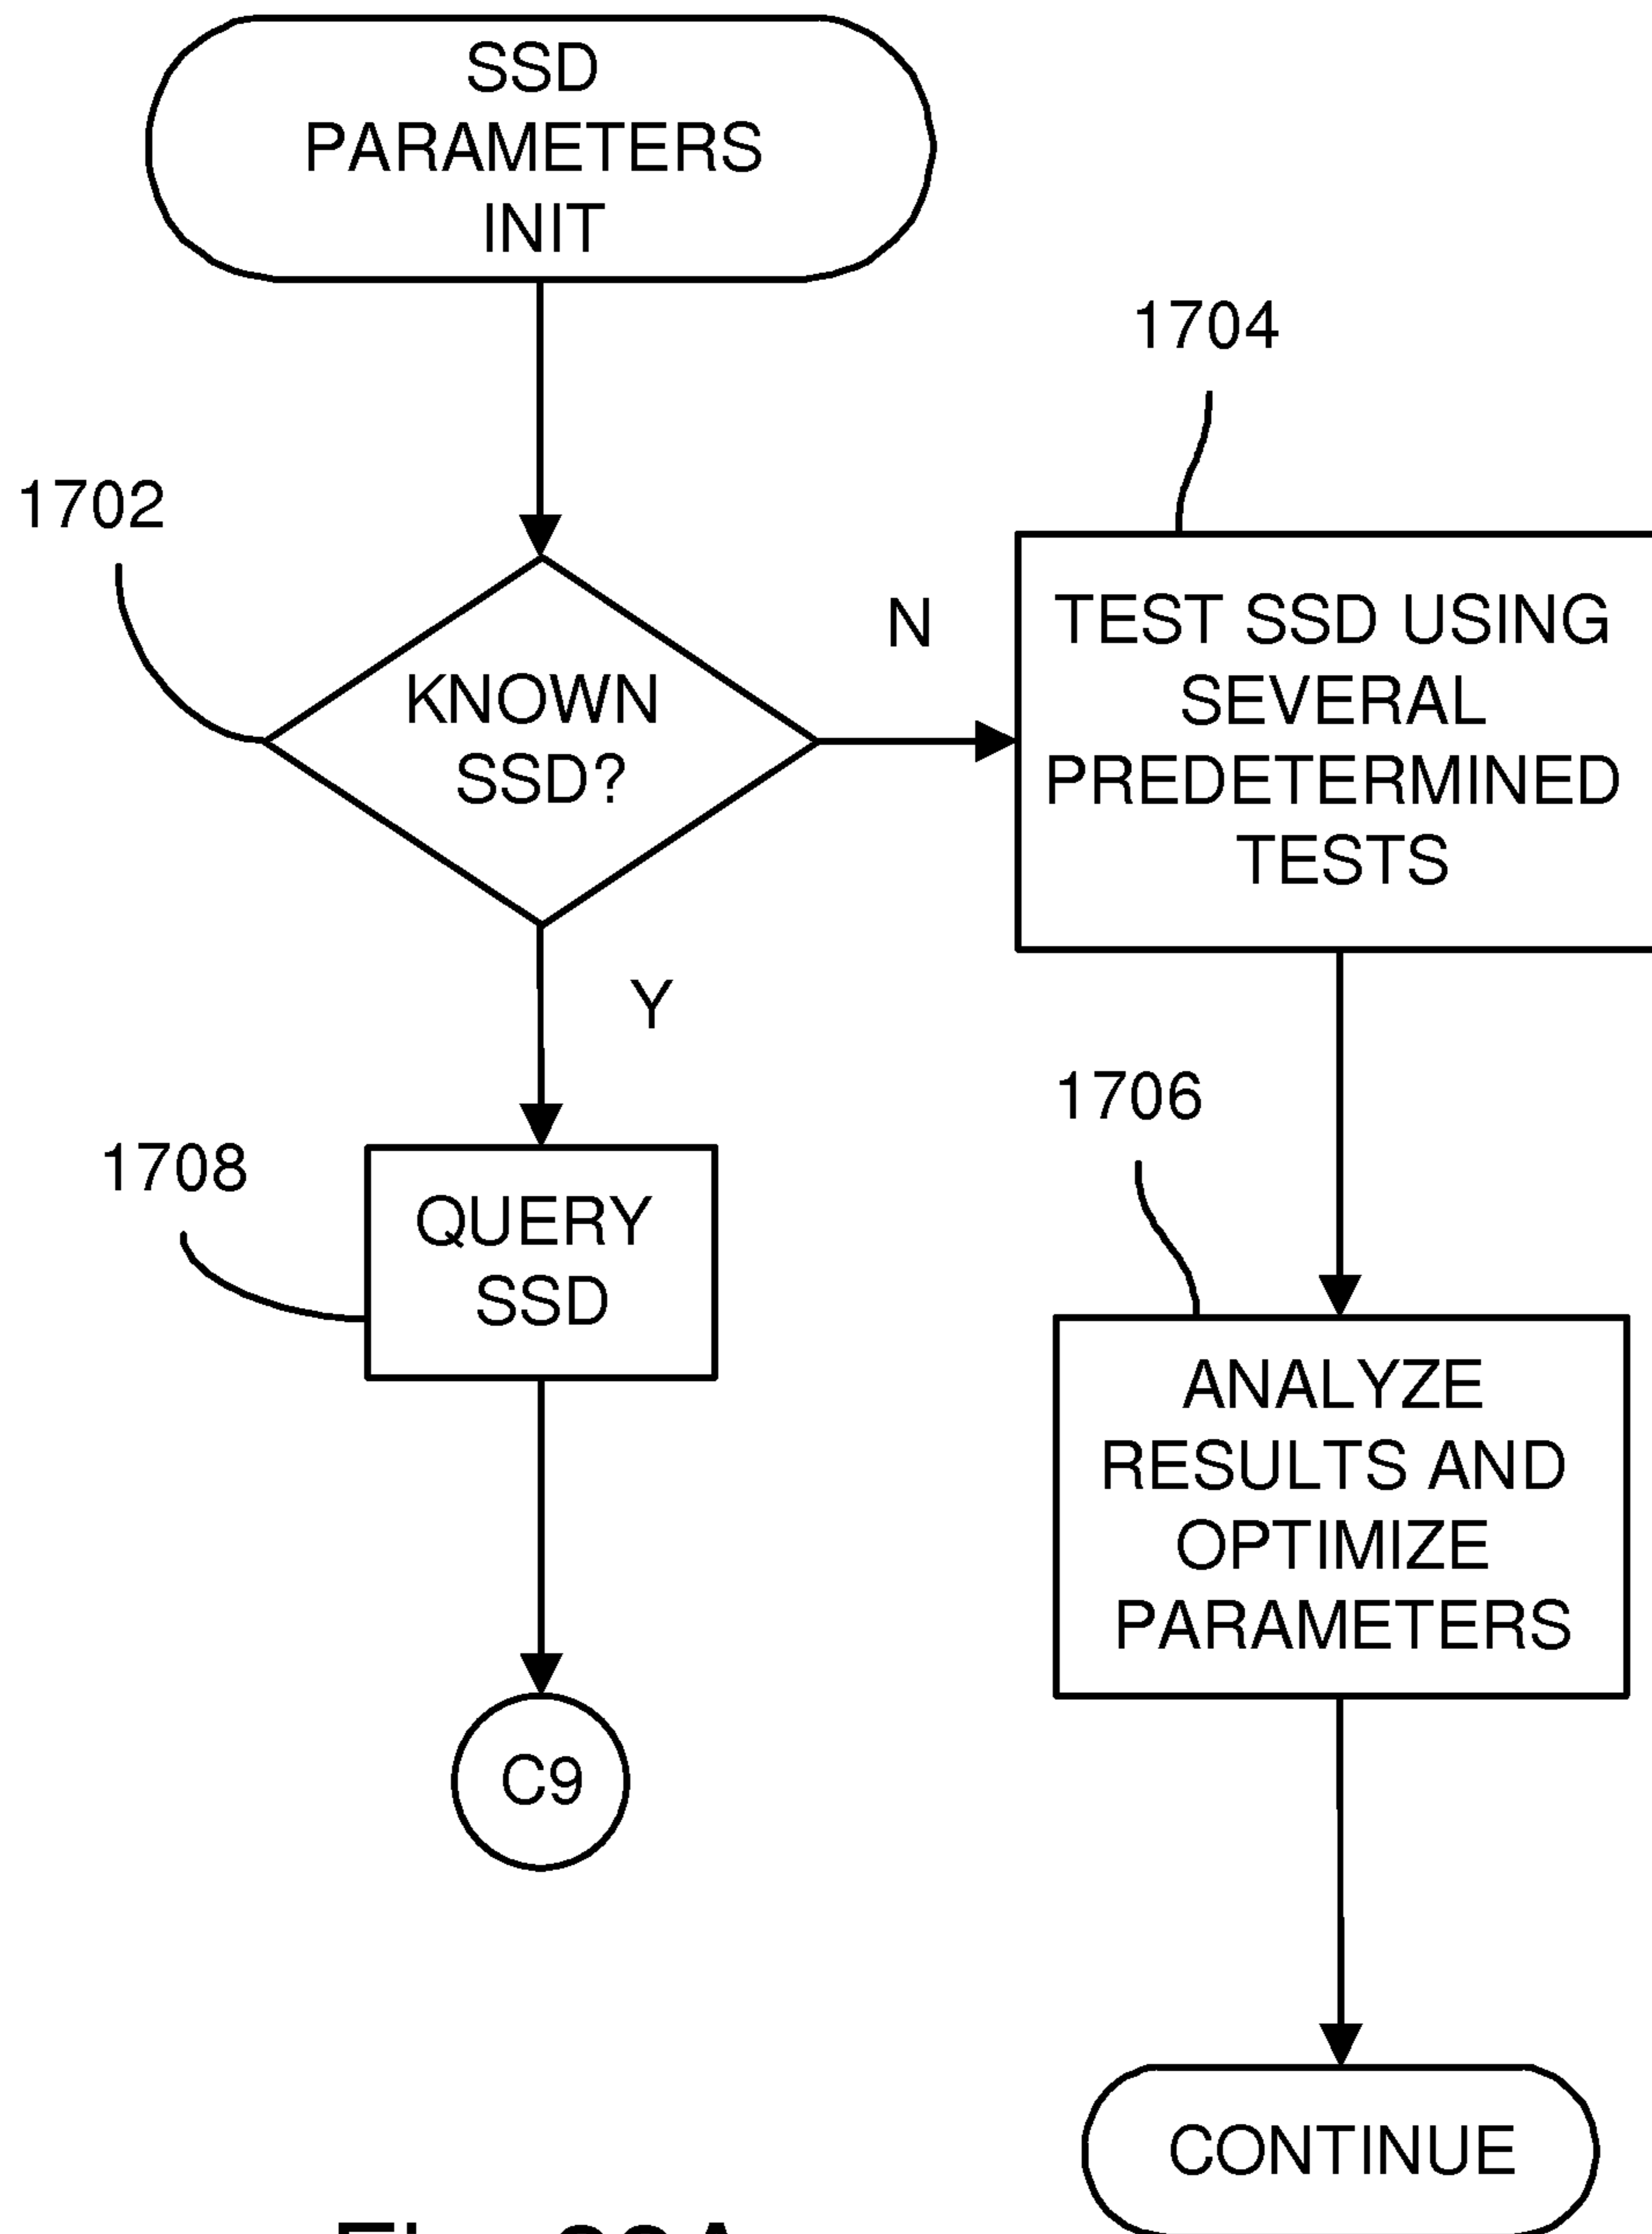 SSD
PARAMETERS
INIT
1704
1702
KNOWN
SSD?
N
TEST SSD USING
SEVERAL
PREDETERMINED
TESTS
Y
1706
1708
QUERY
SSD
ANALYZE
RESULTS AND
OPTIMIZE
PARAMETERS
C9
CONTINUE